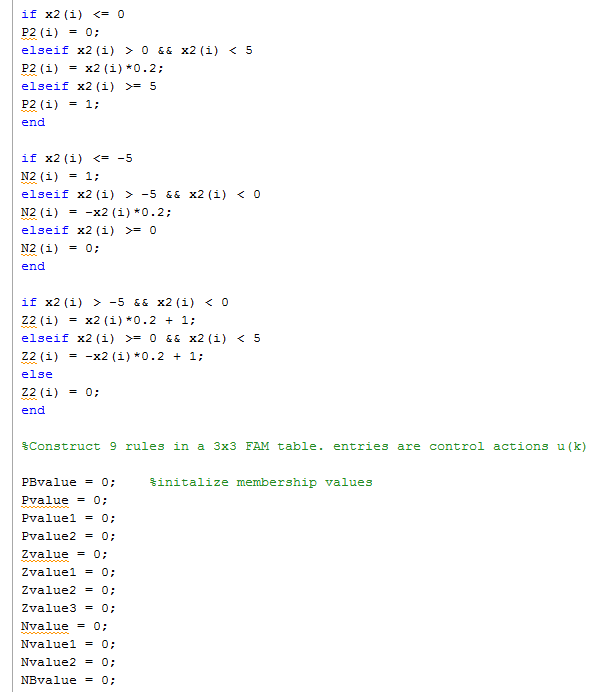 if x2(i) <= 0
P2(i) = 0;
elseif x2(i) > 0 && x2(i) < 5
P2(i) = x2(i)*0.2;
elseif x2(i) >= 5
P2(i) = 1;
end
if x2(i) <= -5
N2(i) = 1;
elseif x2(i) > -5 && x2(i) < 0
N2(i) = -x2(i)*0.2;
elseif x2(i) >= 0
N2(i) = 0;
end
if x2(i) > -5 && x2(i) < 0
Z2(i) = x2(i)*0.2 + 1;
elseif x2(i) >= 0 && x2(i) < 5
Z2(i) = -x2(i)*0.2 + 1;
else
Z2(i) = 0;
end
%Construct 9 rules in a 3x3 FAM table. entries are control actions u(k)
PBvalue = 0;    %initalize membership values
Pvalue = 0;
Pvalue1 = 0;
Pvalue2 = 0;
Zvalue = 0;
Zvalue1 = 0;
Zvalue2 = 0;
Zvalue3 = 0;
Nvalue = 0;
Nvalue1 = 0;
Nvalue2 = 0;
NBvalue = 0;